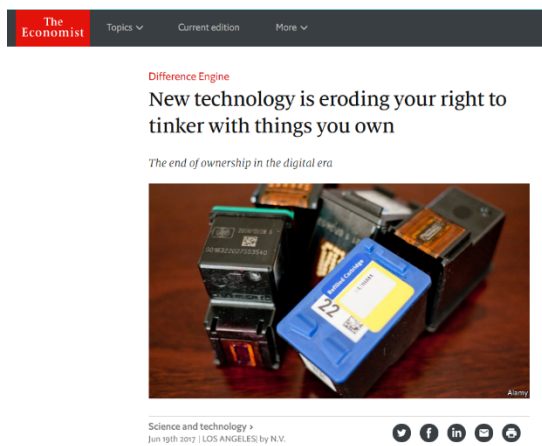 The
Economist
Topics
Current edition
More
Difference Engine
New technology is eroding your right to
tinker with things you own
The end of ownership in the digital era
Refilled Cartridge
22
Alamy
Science and technology ›
Jun 19th 2017 | LOS ANGELES| by N.V.